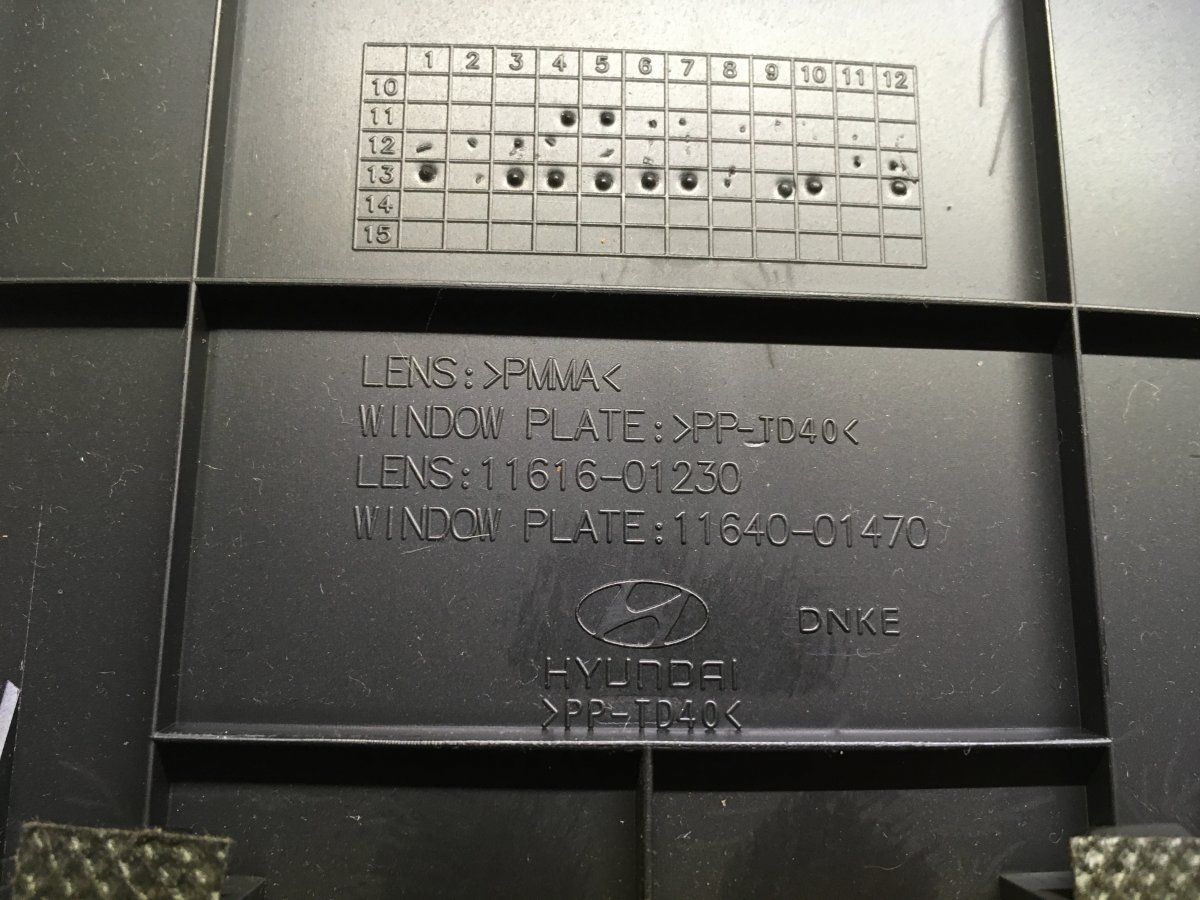 1 2 3 4 5 6 7 8 9 10 11 12
10
11
12
13
14
15
LENS:>PMMA<
WINDOW PLATE:>PP-TD40<
LENS:11616-01230
WINDOW PLATE:11640-01470
DNKE
HYUNDAI
>PP-TD40<